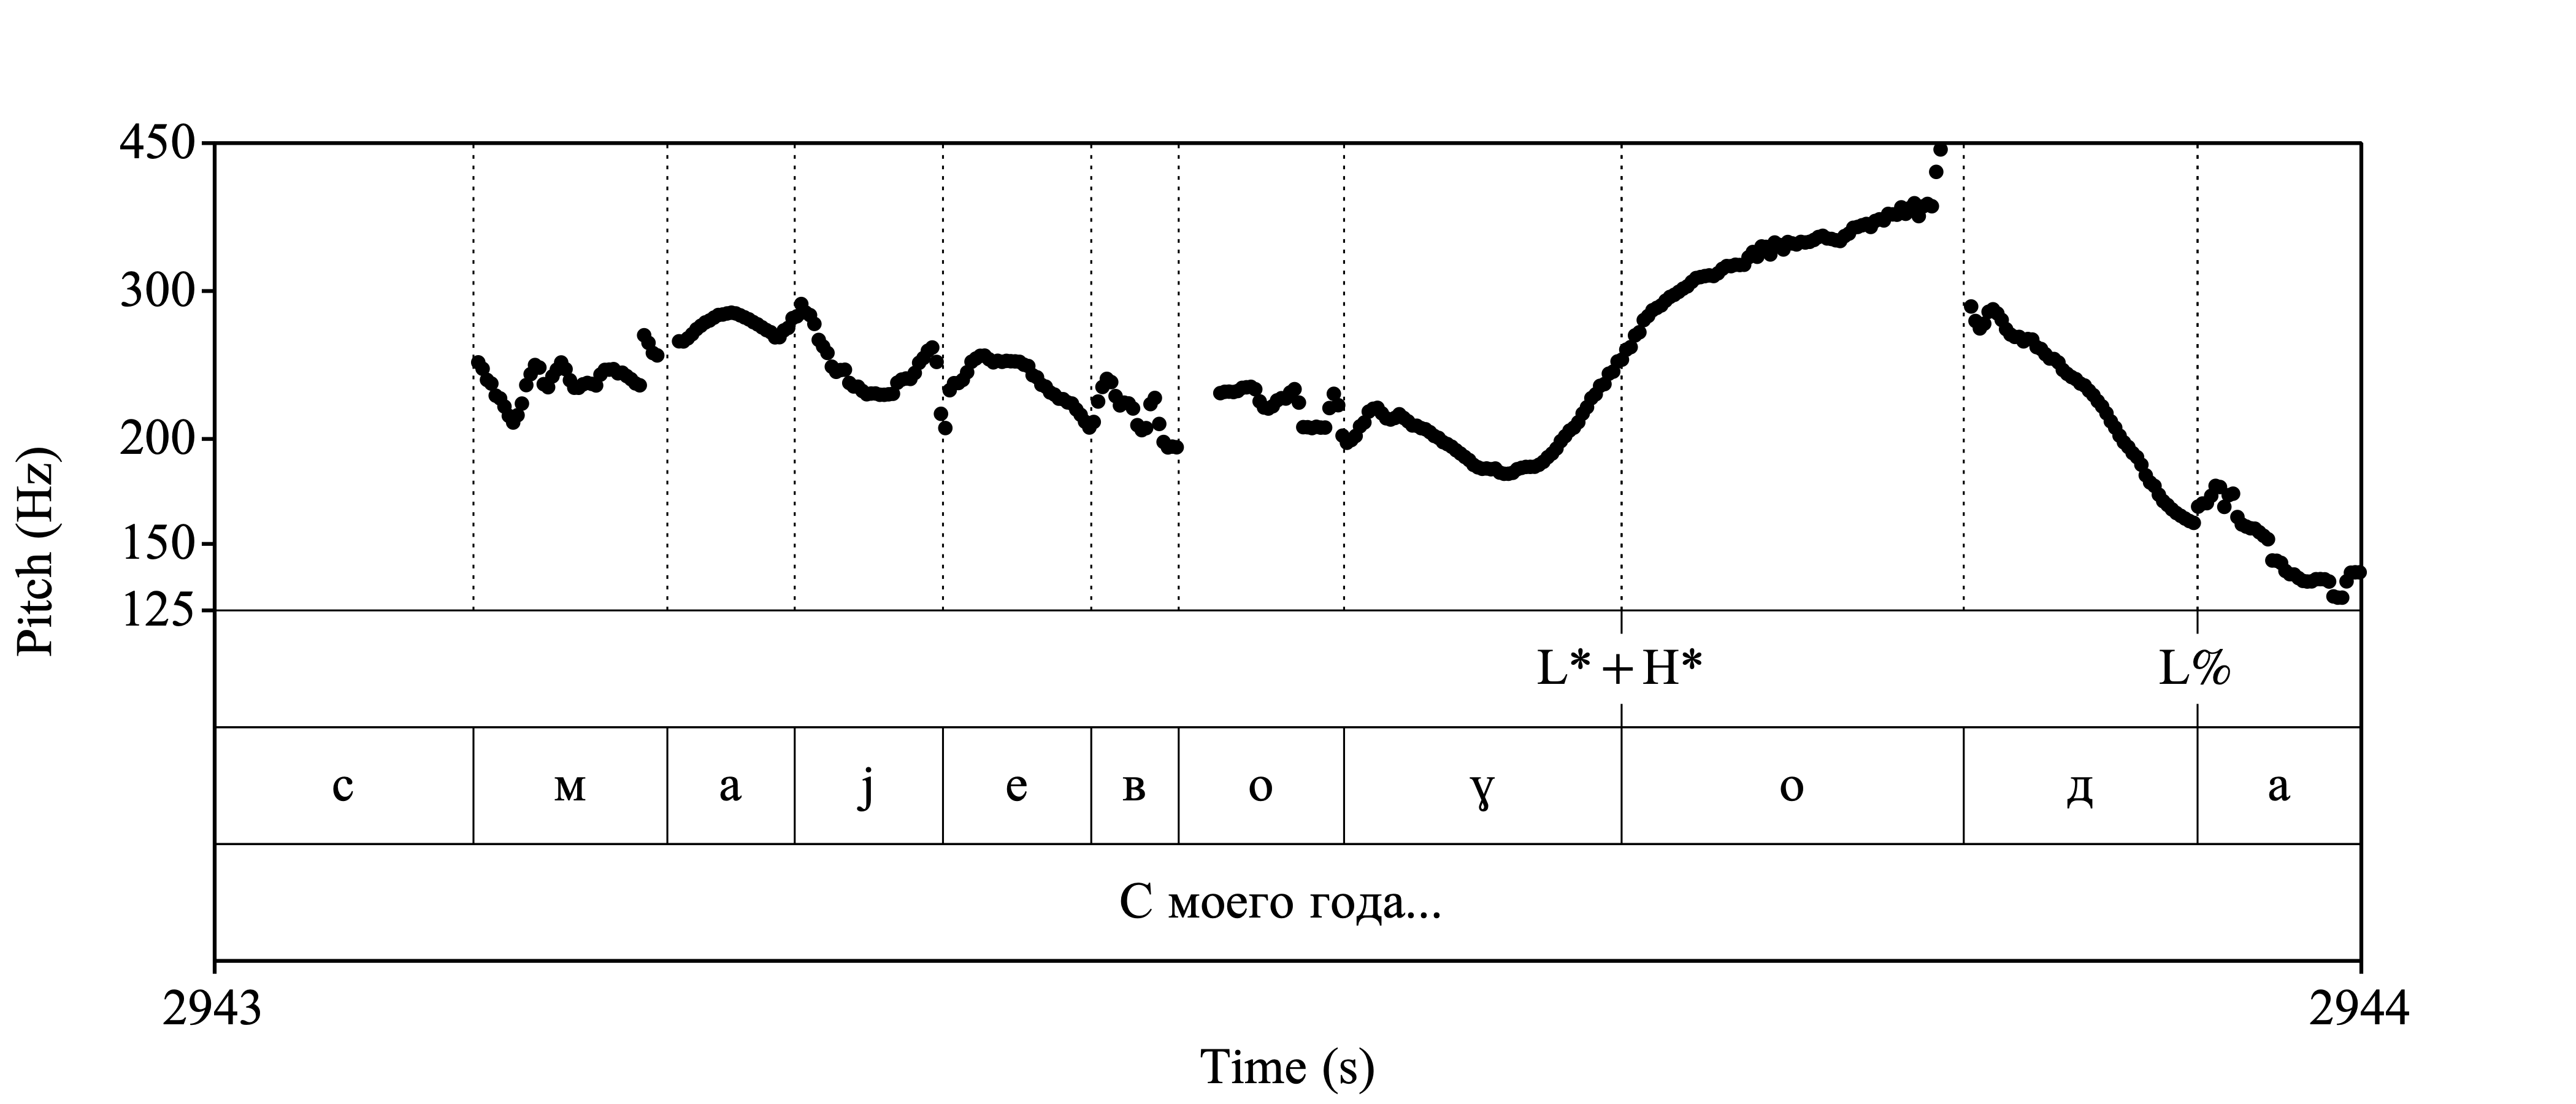 450
300
200
150
125
Pitch (Hz)
L* + H* L%
с м а ј е в о ɣ о д а
С моего года...
2943 2944
Time (s)